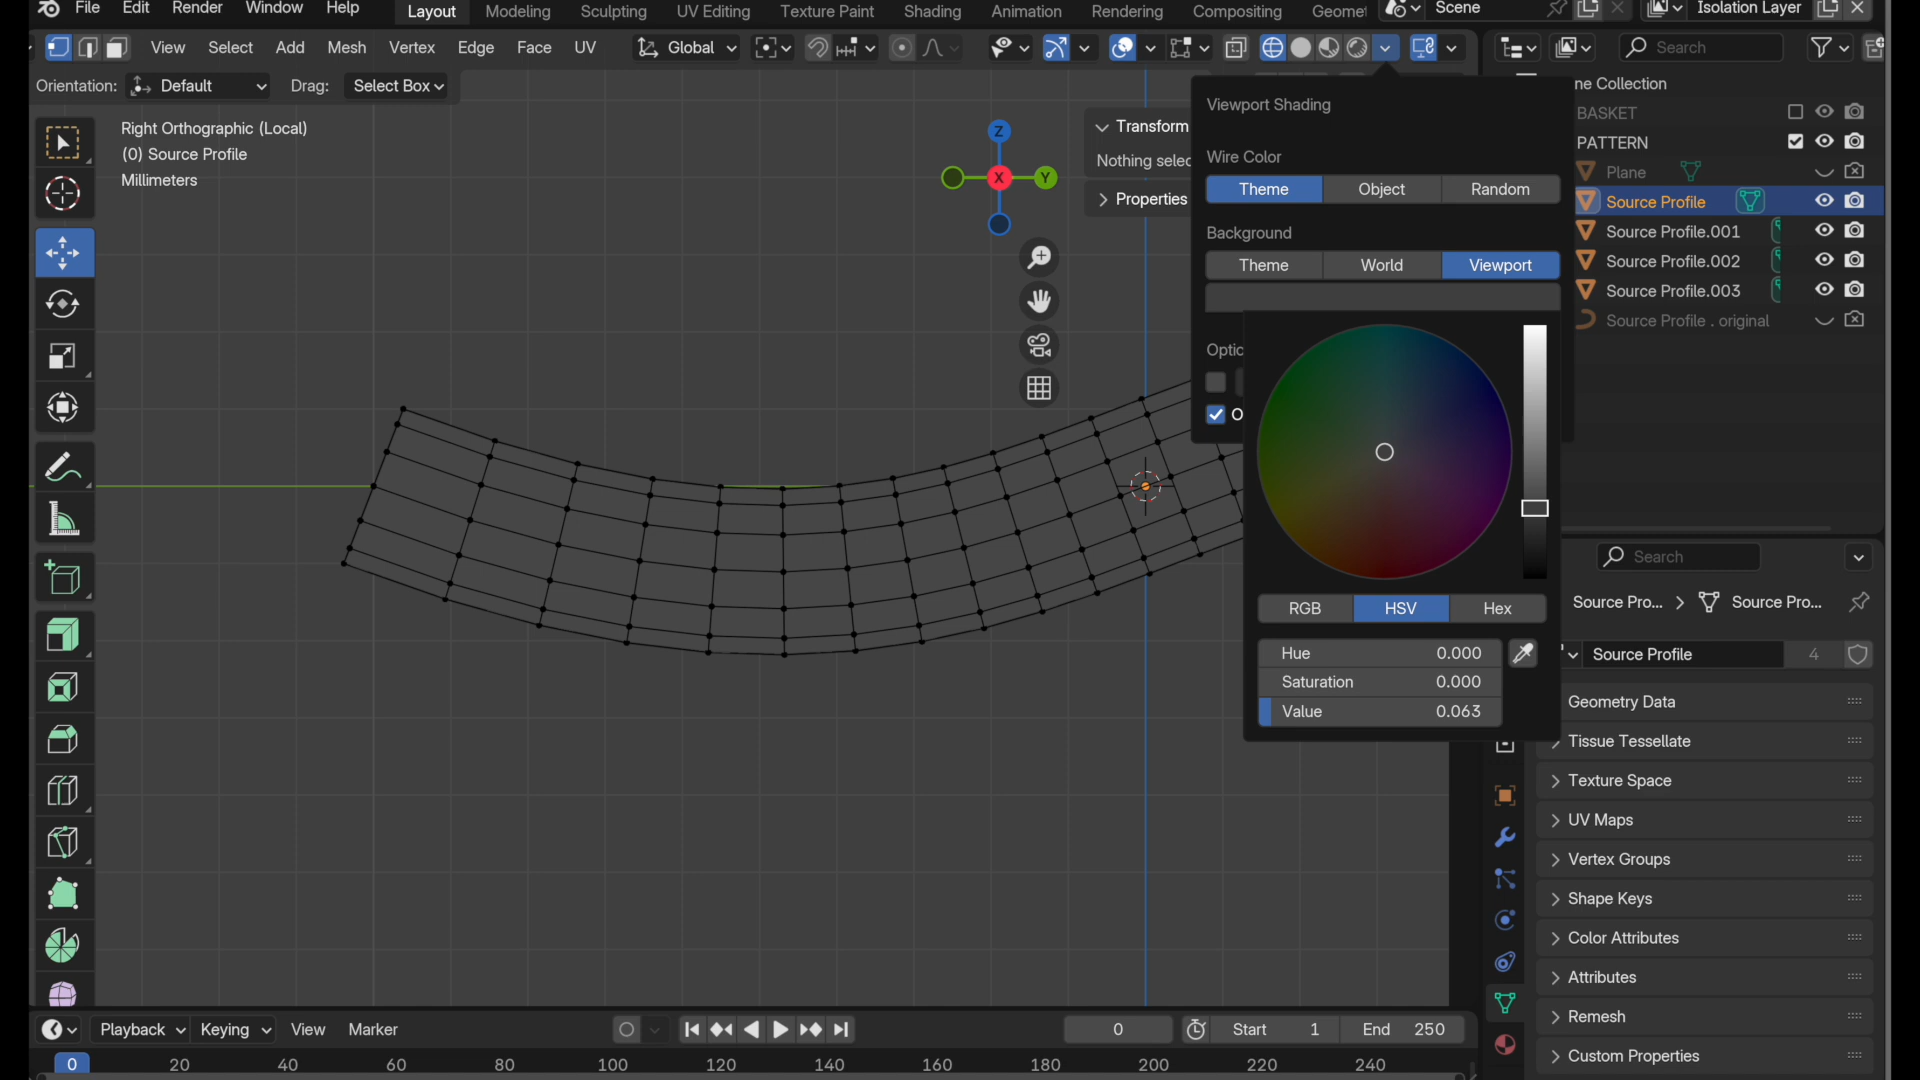 File Edit Render Window Help Layout Modeling Sculpting UV Editing Texture Paint Shading Animation Rendering Compositing Geomet Scene Isolation Layer
View Select Add Mesh Vertex Edge Face UV Global Search
Orientation: Default Drag: Select Box
Right Orthographic (Local)
(0) Source Profile
Millimeters
Z
X
Y
Transform
Nothing selec
Properties
Viewport Shading
Wire Color
Theme Object Random
Background
Theme World Viewport
Optic
O
RGB HSV Hex
Hue 0.000
Saturation 0.000
Value 0.063
ne Collection
BASKET
PATTERN
Plane
Source Profile
Source Profile.001
Source Profile.002
Source Profile.003
Source Profile . original
Search
Source Pro... Source Pro...
Source Profile 4
Geometry Data
Tissue Tessellate
Texture Space
UV Maps
Vertex Groups
Shape Keys
Color Attributes
Attributes
Remesh
Custom Properties
Playback Keying View Marker 0 Start 1 End 250
0 20 40 60 80 100 120 140 160 180 200 220 240